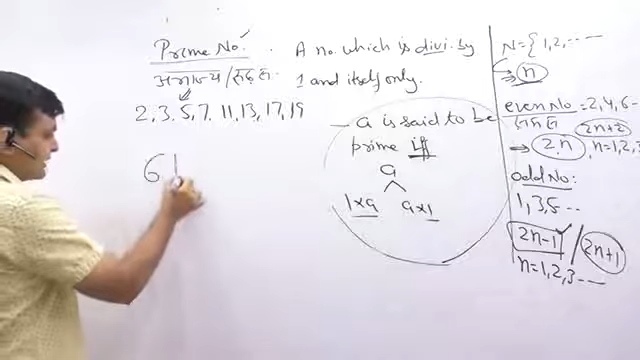 Prime No.
अभाज्य / रूढ़ सं.
2, 3, 5, 7, 11, 13, 17, 19
61
A no. which is divi. by
1 and itself only.
— a is said to be
prime iff
a
1×a a×1
N = {1, 2, ------
n
even No = 2, 4, 6-
सम सं
2n+2
→ 2n, n=1,2,3
odd No:
1, 3, 5 --
2n-1 / 2n+1
n=1,2,3----